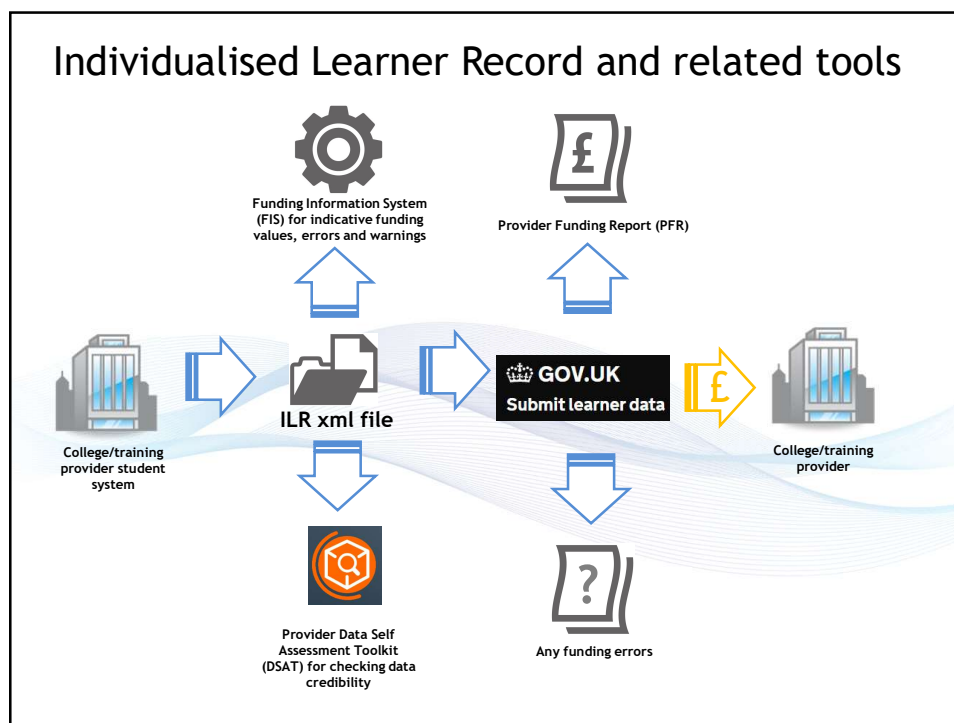 Individualised Learner Record and related tools
£
Funding Information System
(FIS) for indicative funding
values, errors and warnings
Provider Funding Report (PFR)
ILR xml file
GOV.UK
Submit learner data
£
College/training
provider student
system
College/training
provider
?
Provider Data Self
Assessment Toolkit
(DSAT) for checking data
credibility
Any funding errors